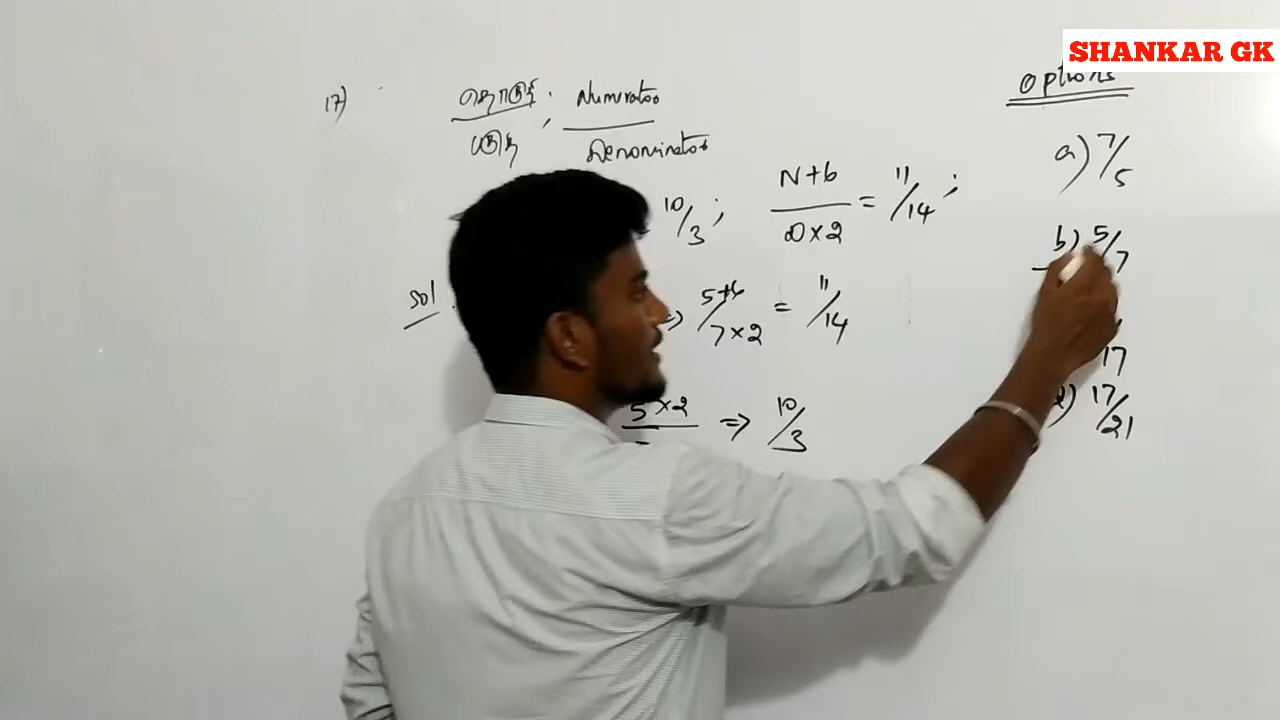 SHANKAR GK
options
17)
தொகுதி , Numirator
பகுதி Denominator
a) 7/5
10/3 ; N+6 / D×2 = 11/14 ;
b) 5/7
Sol . => 5+6 / 7×2 = 11/14
17
5×2 => 10/3
d) 17/21